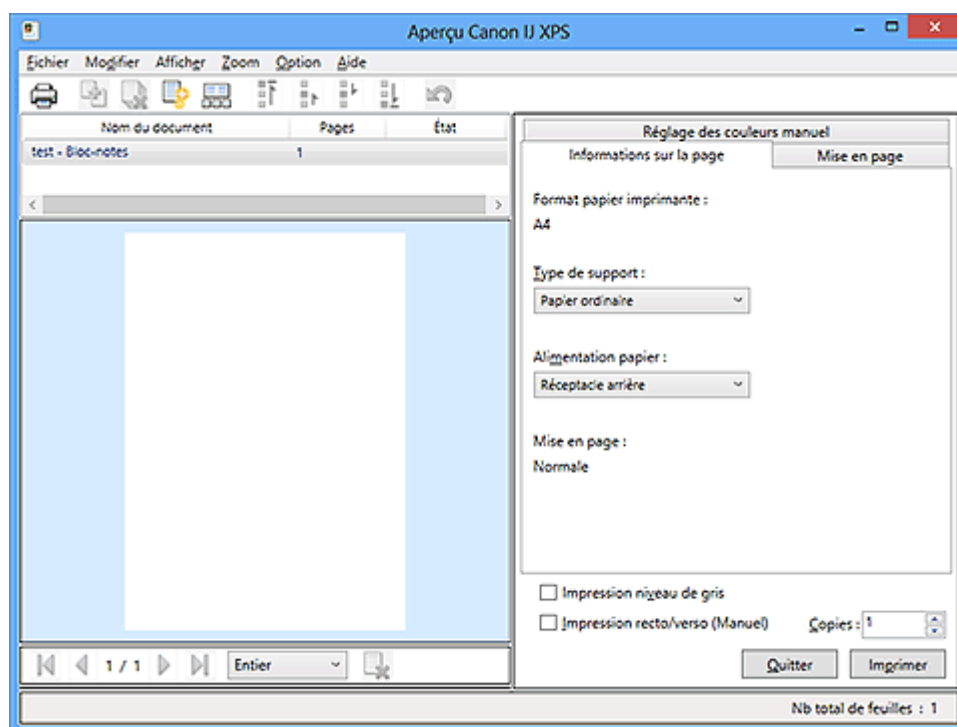 Aperçu Canon IJ XPS
Fichier Modifier Afficher Zoom Option Aide
Nom du document Pages État
test - Bloc-notes 1
Réglage des couleurs manuel
Informations sur la page Mise en page
Format papier imprimante :
A4
Type de support :
Papier ordinaire
Alimentation papier :
Réceptacle arrière
Mise en page :
Normale
Impression niveau de gris
Impression recto/verso (Manuel) Copies : 1
1 / 1 Entier
Quitter Imprimer
Nb total de feuilles : 1